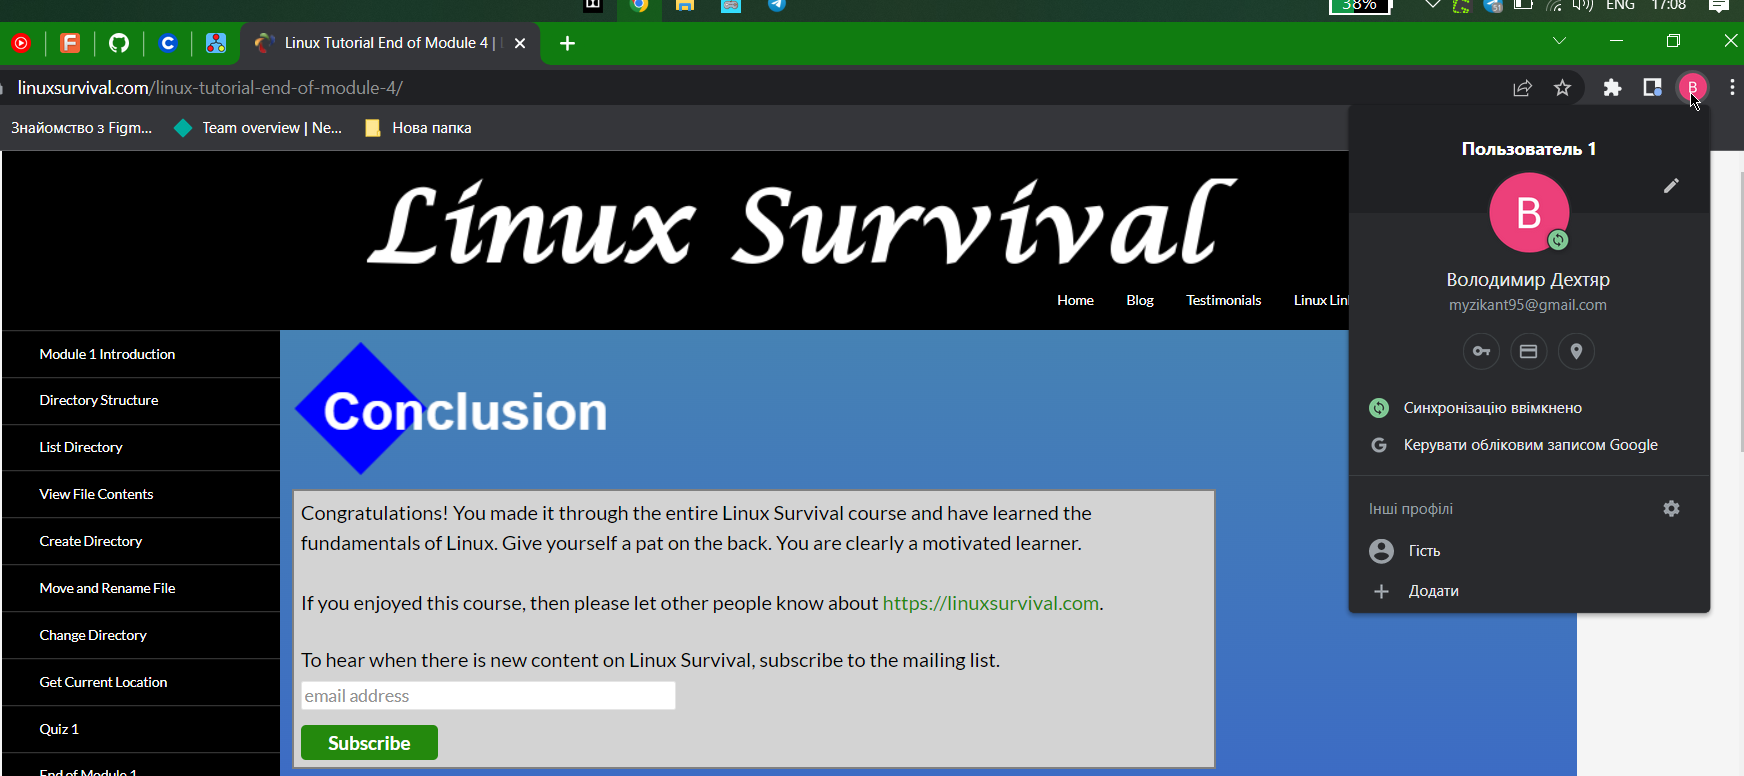 38%
51
ENG
17:08
Linux Tutorial End of Module 4 |
linuxsurvival.com/linux-tutorial-end-of-module-4/
B
Знайомство з Figm...
Team overview | Ne...
Нова папка
Linux Survival
Home
Blog
Testimonials
Linux Lin
Module 1 Introduction
Directory Structure
List Directory
View File Contents
Create Directory
Move and Rename File
Change Directory
Get Current Location
Quiz 1
End of Module 1
Conclusion
Congratulations! You made it through the entire Linux Survival course and have learned the
fundamentals of Linux. Give yourself a pat on the back. You are clearly a motivated learner.
If you enjoyed this course, then please let other people know about https://linuxsurvival.com.
To hear when there is new content on Linux Survival, subscribe to the mailing list.
email address
Subscribe
Пользователь 1
В
Володимир Дехтяр
myzikant95@gmail.com
Синхронізацію ввімкнено
Керувати обліковим записом Google
Інші профілі
Гість
Додати